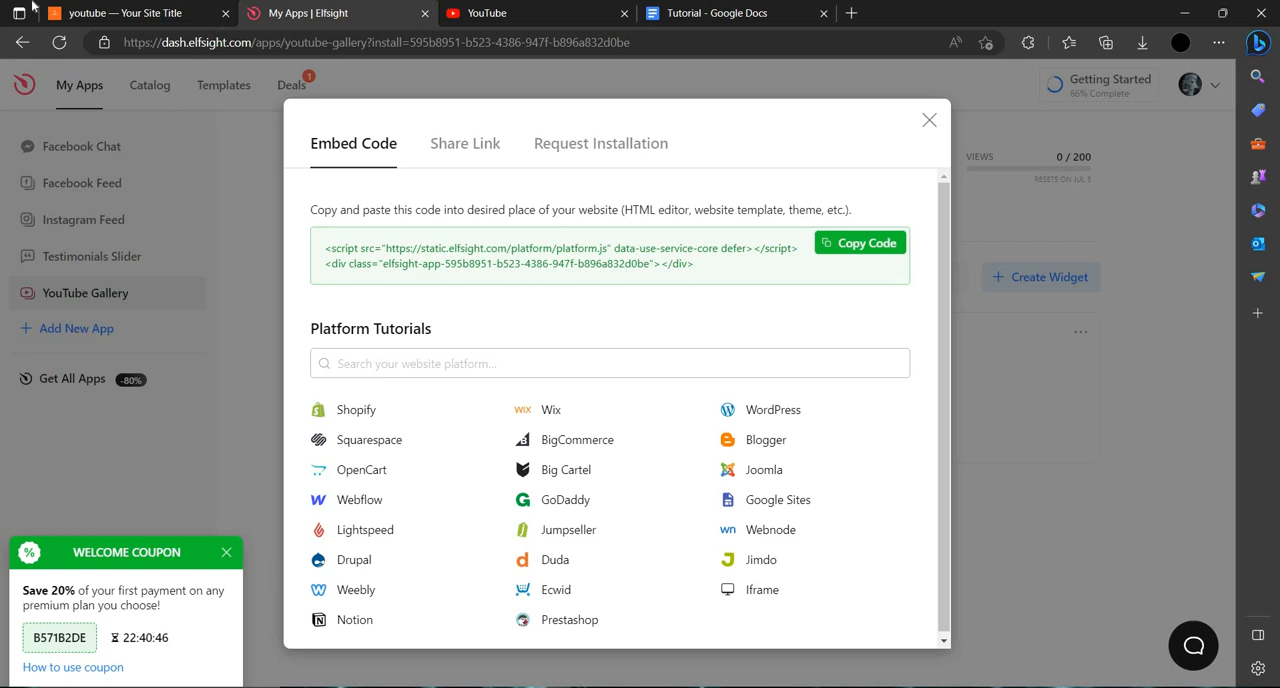 youtube — Your Site Title
My Apps | Elfsight
YouTube
Tutorial - Google Docs
https://dash.elfsight.com/apps/youtube-gallery?install=595b8951-b523-4386-947f-b896a832d0be
My Apps
Catalog
Templates
Deals
1
Getting Started
66% Complete
Facebook Chat
Facebook Feed
Instagram Feed
Testimonials Slider
YouTube Gallery
+ Add New App
Get All Apps -80%
VIEWS 0 / 200
RESETS ON JUL 5
+ Create Widget
Embed Code
Share Link
Request Installation
Copy and paste this code into desired place of your website (HTML editor, website template, theme, etc.).
<script src="https://static.elfsight.com/platform/platform.js" data-use-service-core defer></script>
<div class="elfsight-app-595b8951-b523-4386-947f-b896a832d0be"></div>
Copy Code
Platform Tutorials
Search your website platform...
Shopify
Wix
WordPress
Squarespace
BigCommerce
Blogger
OpenCart
Big Cartel
Joomla
Webflow
GoDaddy
Google Sites
Lightspeed
Jumpseller
Webnode
Drupal
Duda
Jimdo
Weebly
Ecwid
Iframe
Notion
Prestashop
% WELCOME COUPON
Save 20% of your first payment on any
premium plan you choose!
B571B2DE
22:40:46
How to use coupon